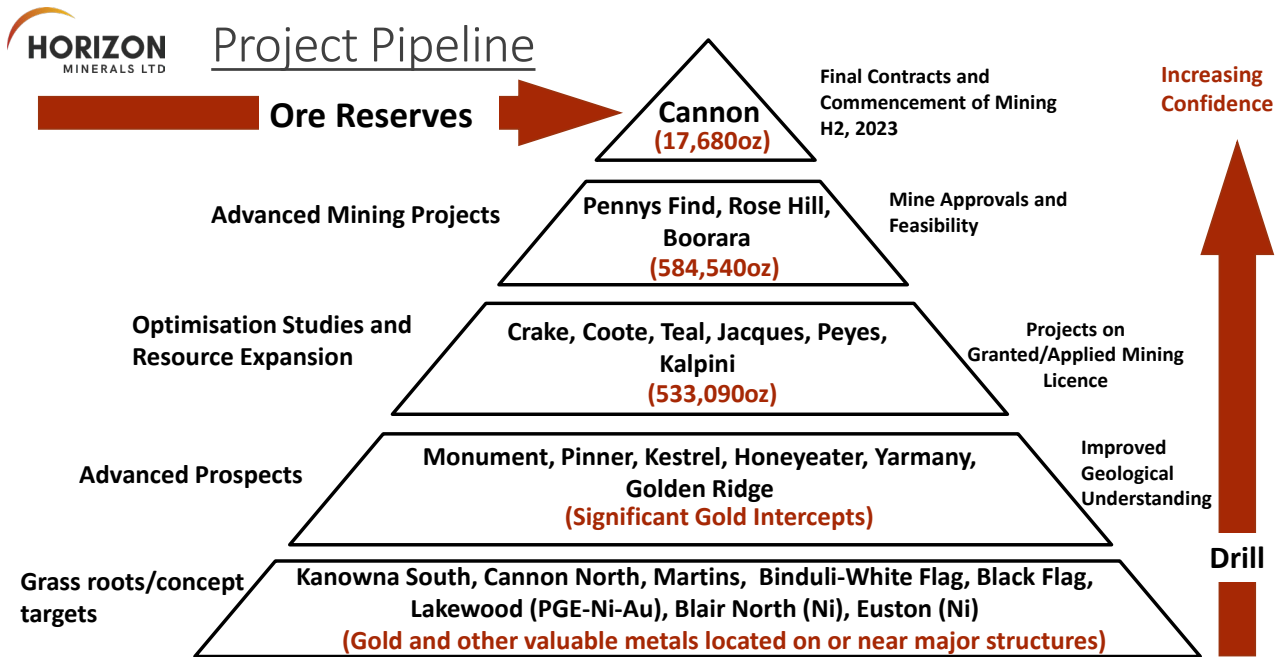 HORIZON
MINERALS LTD
Project Pipeline
Ore Reserves
Cannon
(17,680oz)
Final Contracts and
Commencement of Mining
H2, 2023
Increasing
Confidence
Advanced Mining Projects
Pennys Find, Rose Hill,
Boorara
(584,540oz)
Mine Approvals and
Feasibility
Optimisation Studies and
Resource Expansion
Crake, Coote, Teal, Jacques, Peyes,
Kalpini
(533,090oz)
Projects on
Granted/Applied Mining
Licence
Advanced Prospects
Monument, Pinner, Kestrel, Honeyeater, Yarmany,
Golden Ridge
(Significant Gold Intercepts)
Improved
Geological
Understanding
Drill
Grass roots/concept
targets
Kanowna South, Cannon North, Martins, Binduli-White Flag, Black Flag,
Lakewood (PGE-Ni-Au), Blair North (Ni), Euston (Ni)
(Gold and other valuable metals located on or near major structures)